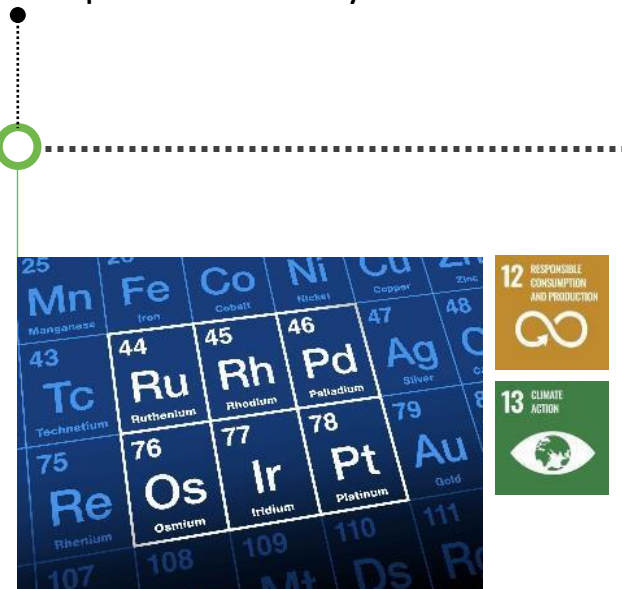 25
Mn
Manganese
Fe
Iron
Co
Cobalt
Ni
Nickel
Cu
Copper
Zinc
43
Tc
Technetium
44
Ru
Ruthenium
45
Rh
Rhodium
46
Pd
Palladium
47
Ag
Silver
48
75
Re
Rhenium
76
Os
Osmium
77
Ir
Iridium
78
Pt
Platinum
79
Au
Gold
107
108
109
Mt
110
Ds
111
12 RESPONSIBLE
CONSUMPTION
AND PRODUCTION
13 CLIMATE
ACTION